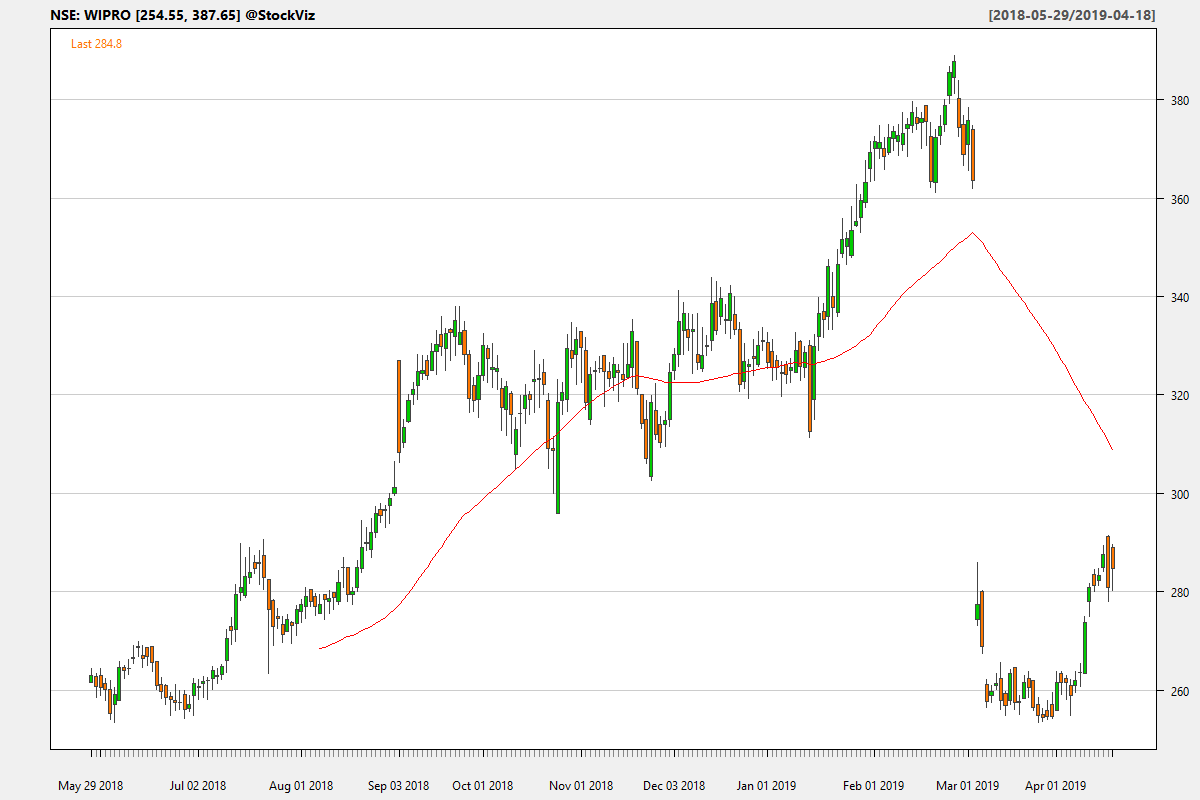 NSE: WIPRO [254.55, 387.65] @StockViz [2018-05-29/2019-04-18]
Last 284.8
380
360
340
320
300
280
260
May 29 2018 Jul 02 2018 Aug 01 2018 Sep 03 2018 Oct 01 2018 Nov 01 2018 Dec 03 2018 Jan 01 2019 Feb 01 2019 Mar 01 2019 Apr 01 2019